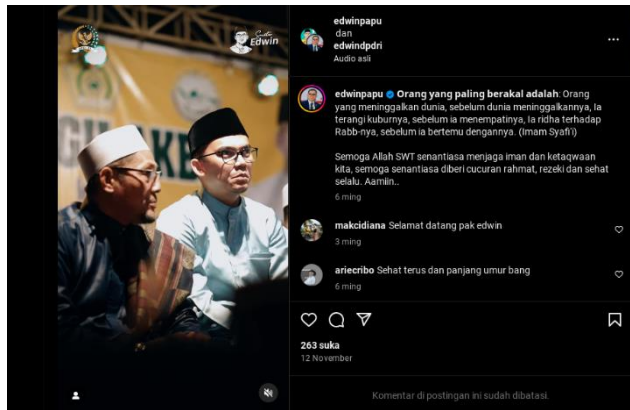 Suara
Edwin
edwinpapu
dan
edwindpdri
Audio asli
edwinpapu Orang yang paling berakal adalah: Orang
yang meninggalkan dunia, sebelum dunia meninggalkannya, Ia
terangi kuburnya, sebelum ia menempatinya, Ia ridha terhadap
Rabb-nya, sebelum ia bertemu dengannya. (Imam Syafi'i)
Semoga Allah SWT senantiasa menjaga iman dan ketaqwaan
kita, semoga senantiasa diberi cucuran rahmat, rezeki dan sehat
selalu. Aamiin..
6 ming
makcidiana Selamat datang pak edwin
3 ming
ariecribo Sehat terus dan panjang umur bang
6 ming
263 suka
12 November
Komentar di postingan ini sudah dibatasi.